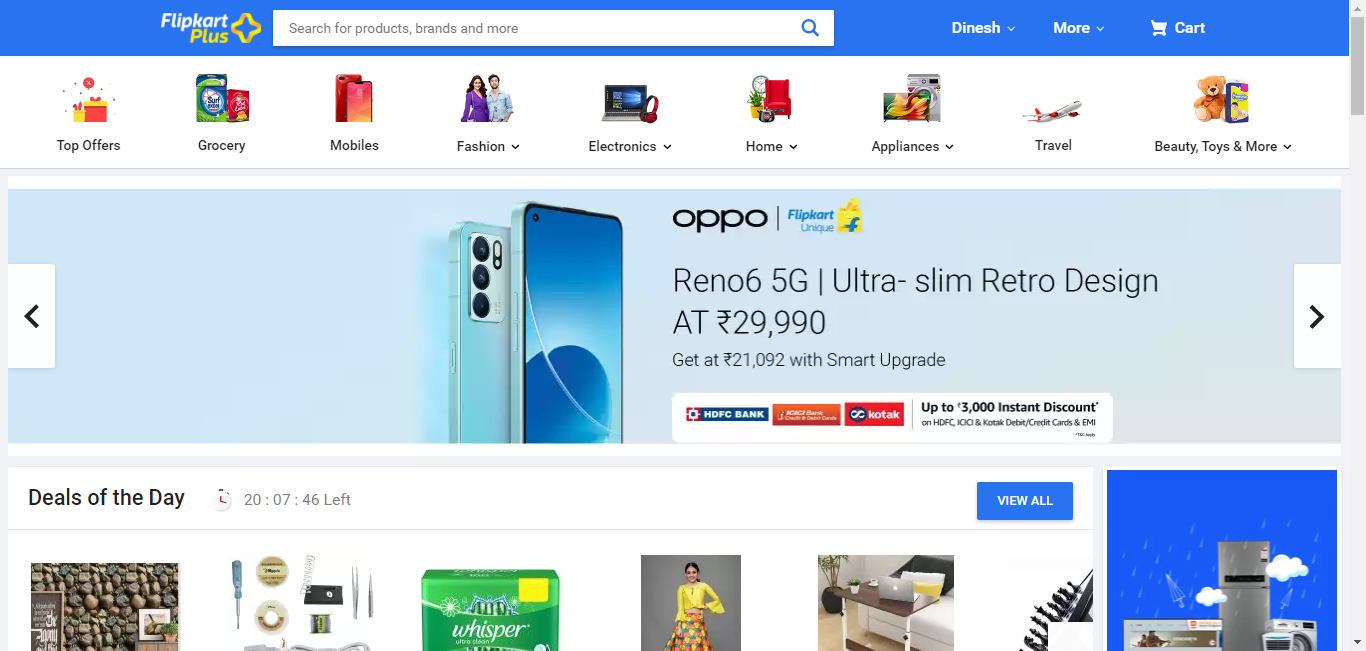 Flipkart
Plus
Search for products, brands and more
Dinesh
More
Cart
Top Offers
Grocery
Mobiles
Fashion
Electronics
Home
Appliances
Travel
Beauty, Toys & More
oppo
Flipkart
Unique
Reno6 5G | Ultra- slim Retro Design
AT ₹29,990
Get at ₹21,092 with Smart Upgrade
HDFC BANK
ICICI Bank
Credit & Debit Cards
kotak
Up to ₹3,000 Instant Discount*
on HDFC, ICICI & Kotak Debit/Credit Cards & EMI
*T&C Apply
Deals of the Day
20 : 07 : 46 Left
VIEW ALL
whisper
ultra clean